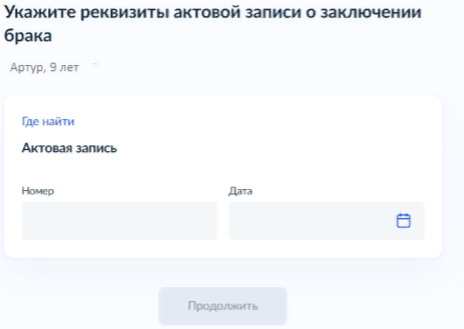 Укажите реквизиты актовой записи о заключении
брака
Артур, 9 лет
Где найти
Актовая запись
Номер
Дата
Продолжить